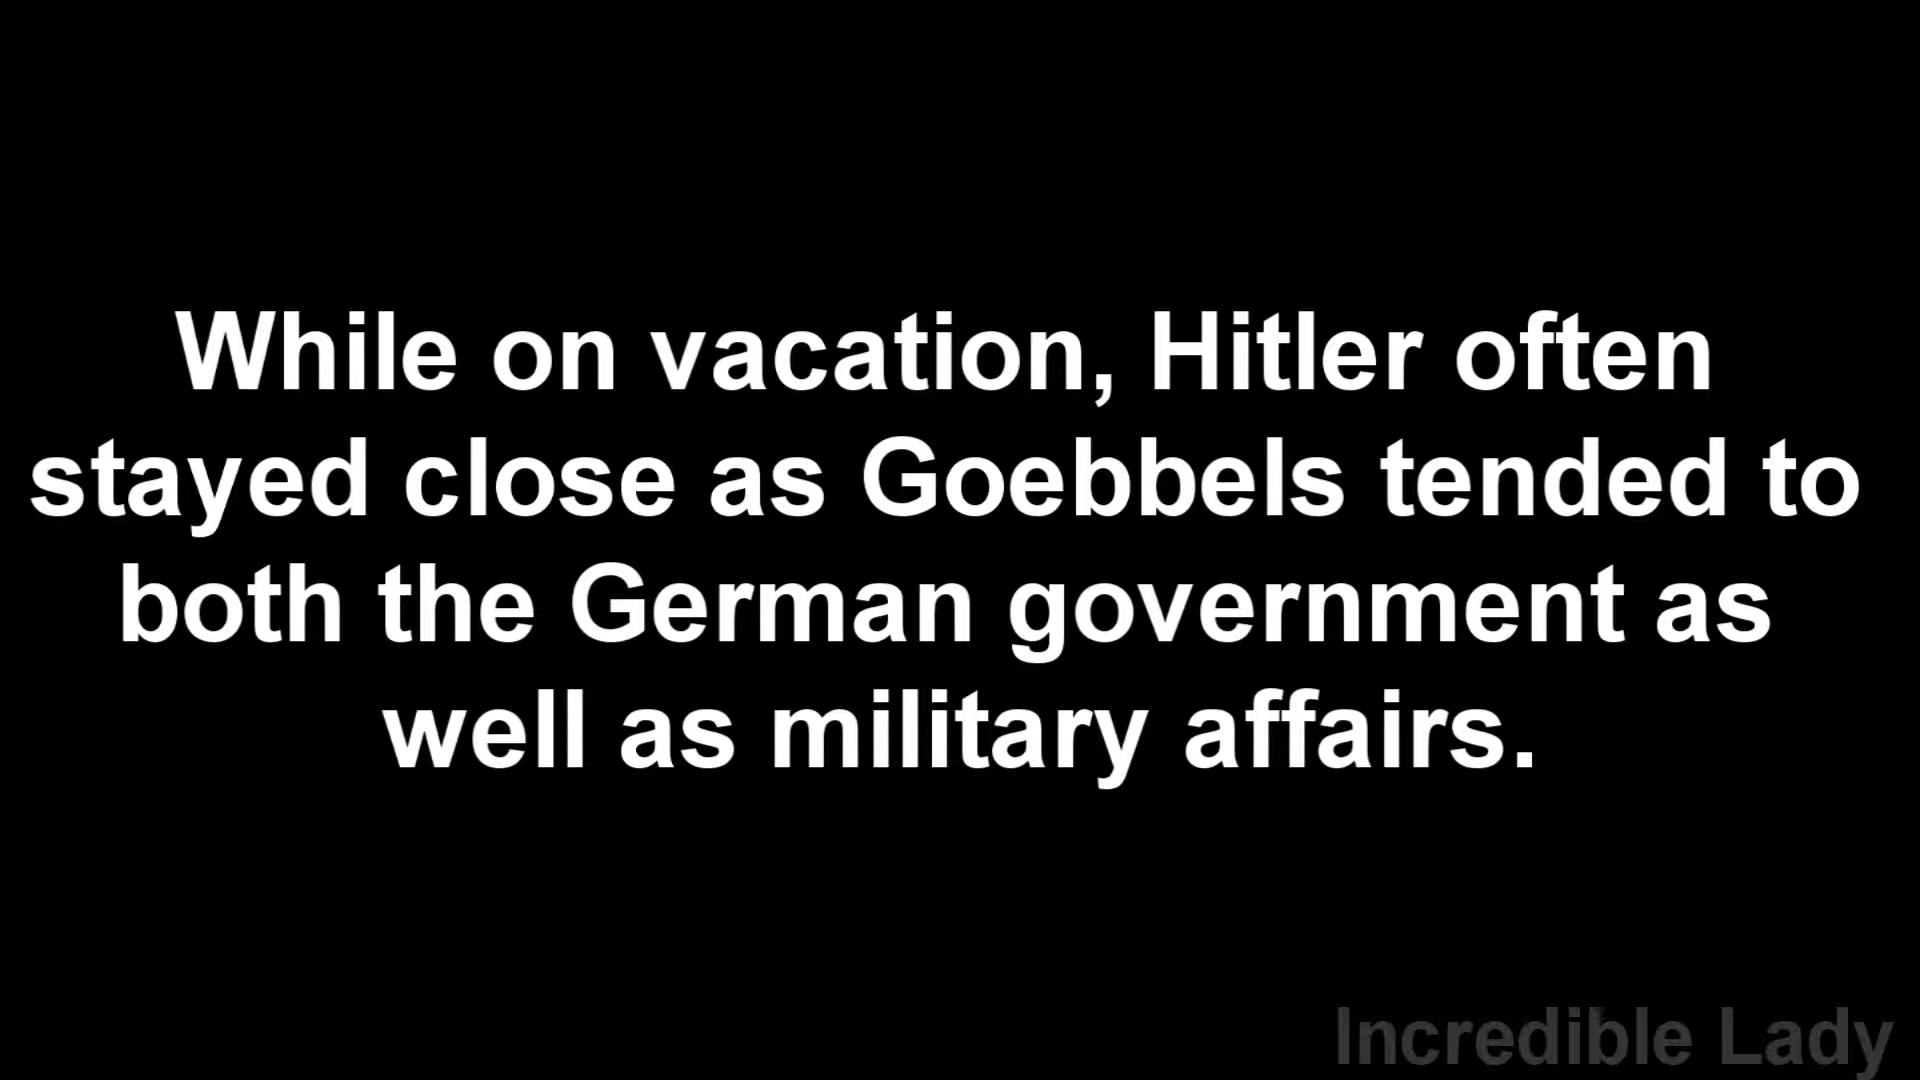 While on vacation, Hitler often
stayed close as Goebbels tended to
both the German government as
well as military affairs.
Incredible Lady